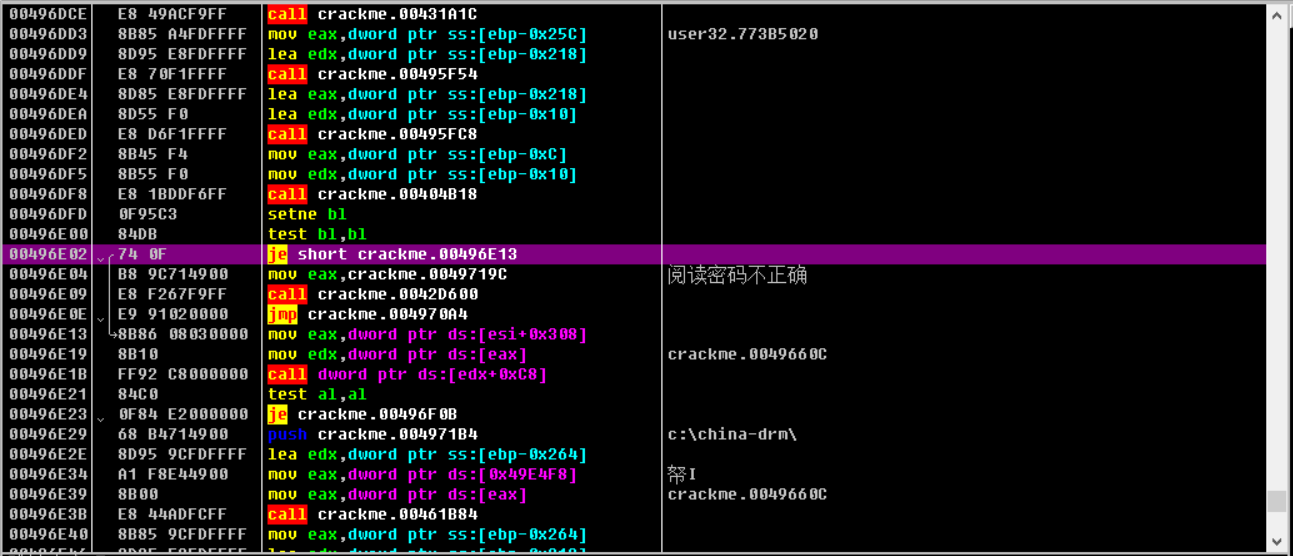 00496DCE E8 49ACF9FF call crackme.00431A1C
00496DD3 8B85 A4FDFFFF mov eax,dword ptr ss:[ebp-0x25C] user32.773B5020
00496DD9 8D95 E8FDFFFF lea edx,dword ptr ss:[ebp-0x218]
00496DDF E8 70F1FFFF call crackme.00495F54
00496DE4 8D85 E8FDFFFF lea eax,dword ptr ss:[ebp-0x218]
00496DEA 8D55 F0 lea edx,dword ptr ss:[ebp-0x10]
00496DED E8 D6F1FFFF call crackme.00495FC8
00496DF2 8B45 F4 mov eax,dword ptr ss:[ebp-0xC]
00496DF5 8B55 F0 mov edx,dword ptr ss:[ebp-0x10]
00496DF8 E8 1BDDF6FF call crackme.00404B18
00496DFD 0F95C3 setne bl
00496E00 84DB test bl,bl
00496E02 74 0F je short crackme.00496E13
00496E04 B8 9C714900 mov eax,crackme.0049719C 阅读密码不正确
00496E09 E8 F267F9FF call crackme.0042D600
00496E0E E9 91020000 jmp crackme.004970A4
00496E13 8B86 08030000 mov eax,dword ptr ds:[esi+0x308]
00496E19 8B10 mov edx,dword ptr ds:[eax] crackme.0049660C
00496E1B FF92 C8000000 call dword ptr ds:[edx+0xC8]
00496E21 84C0 test al,al
00496E23 0F84 E2000000 je crackme.00496F0B
00496E29 68 B4714900 push crackme.004971B4 c:\china-drm\
00496E2E 8D95 9CFDFFFF lea edx,dword ptr ss:[ebp-0x264]
00496E34 A1 F8E44900 mov eax,dword ptr ds:[0x49E4F8] 帑I
00496E39 8B00 mov eax,dword ptr ds:[eax] crackme.0049660C
00496E3B E8 44ADFCFF call crackme.00461B84
00496E40 8B85 9CFDFFFF mov eax,dword ptr ss:[ebp-0x264]